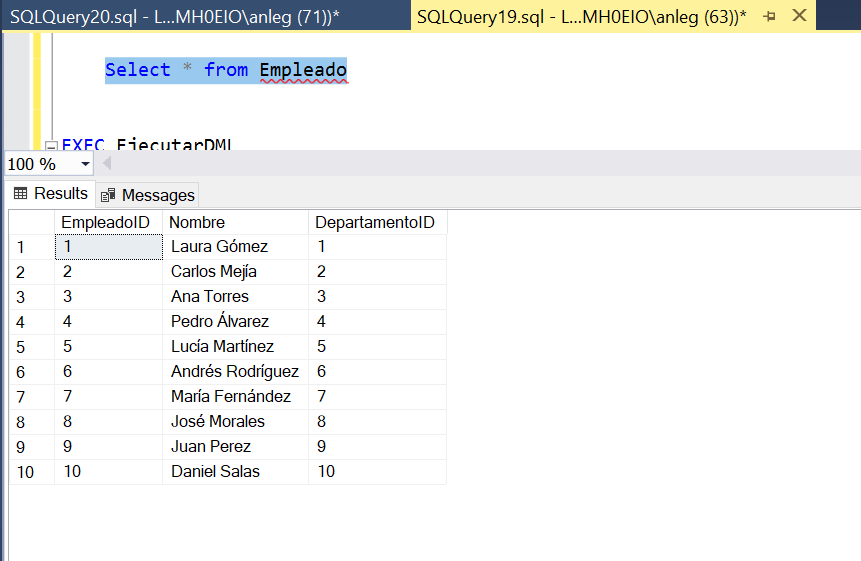 SQLQuery20.sql - L...MH0EIO\anleg (71))* SQLQuery19.sql - L...MH0EIO\anleg (63))*
Select * from Empleado
EXEC EjecutarDML
100 %
Results Messages
EmpleadoID Nombre DepartamentoID
1 1 Laura Gómez 1
2 2 Carlos Mejía 2
3 3 Ana Torres 3
4 4 Pedro Álvarez 4
5 5 Lucía Martínez 5
6 6 Andrés Rodríguez 6
7 7 María Fernández 7
8 8 José Morales 8
9 9 Juan Perez 9
10 10 Daniel Salas 10